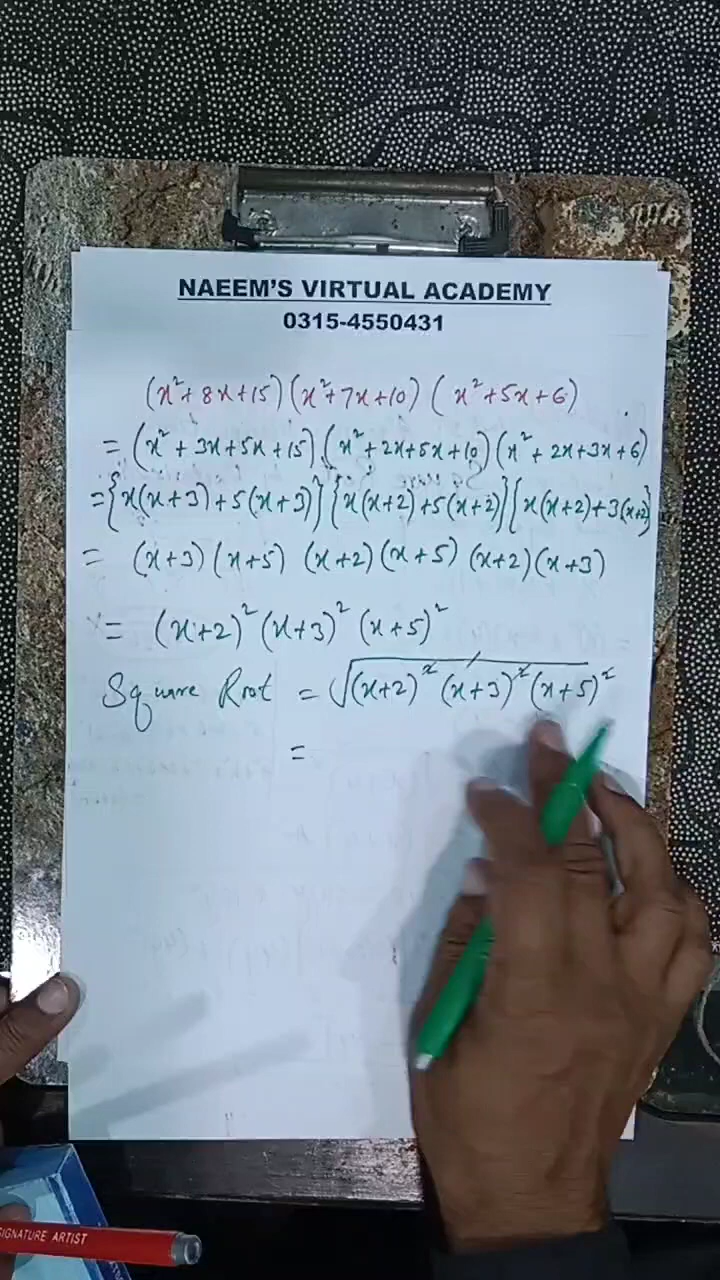 NAEEM'S VIRTUAL ACADEMY
0315-4550431
(x²+8x+15)(x²+7x+10)(x²+5x+6)
= (x²+3x+5x+15)(x²+2x+5x+10)(x²+2x+3x+6)
= {x(x+3)+5(x+3)}{x(x+2)+5(x+2)}{x(x+2)+3(x+2)}
= (x+3)(x+5)(x+2)(x+5)(x+2)(x+3)
= (x+2)²(x+3)²(x+5)²
Square Root = √(x+2)²(x+3)²(x+5)²
=
SIGNATURE ARTIST